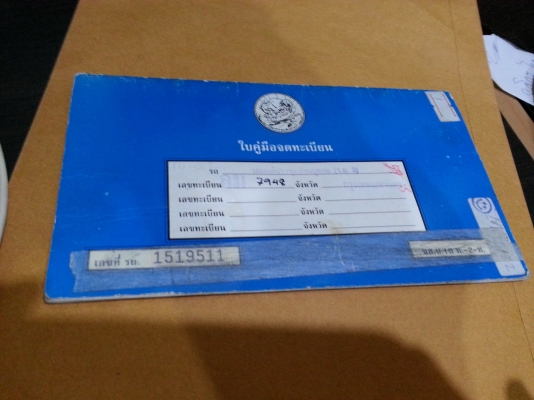 ใบคู่มือจดทะเบียน
รถ
เลขทะเบียน 7948 จังหวัด
เลขทะเบียน จังหวัด
เลขทะเบียน จังหวัด
เลขทะเบียน จังหวัด
เลขที่ รย. 1519511